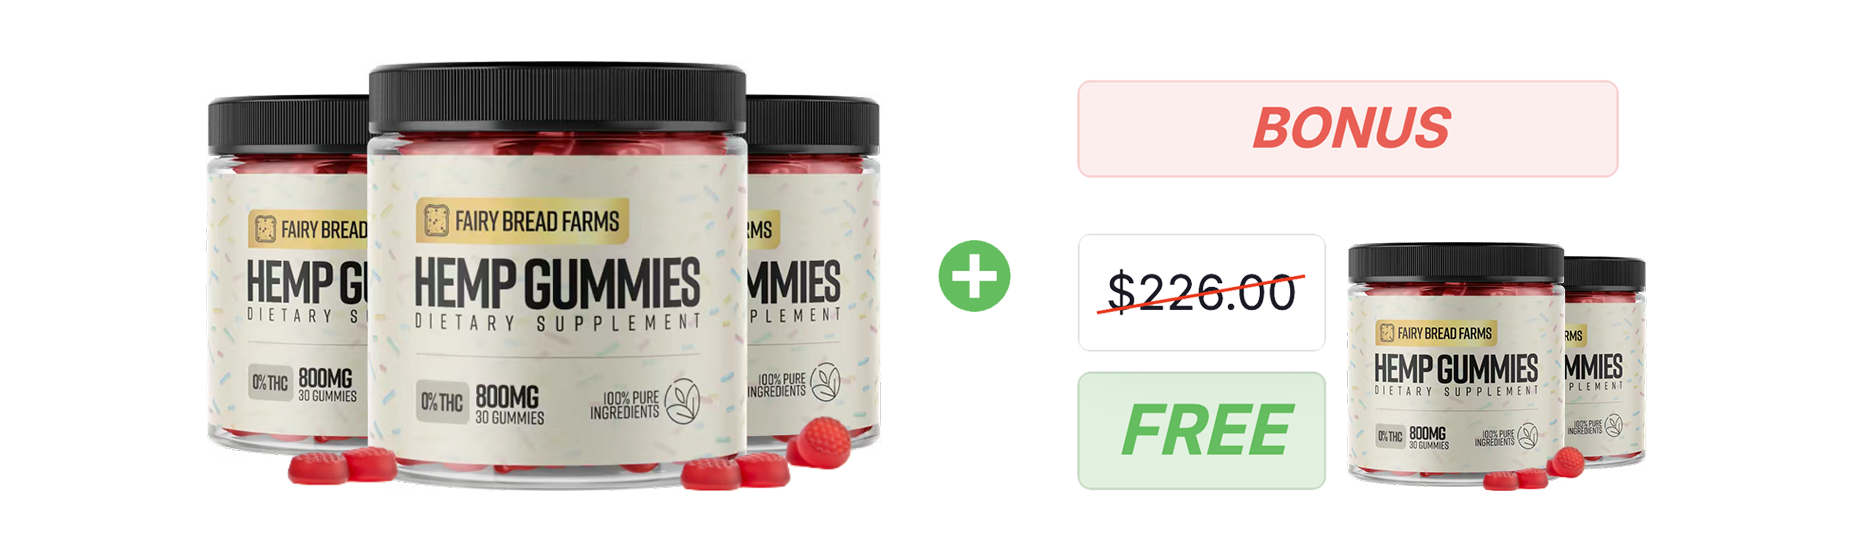 FAIRY BREAD
HEMP GU
DIETARY S
0% THC
800MG
30 GUMMIES
FAIRY BREAD FARMS
HEMP GUMMIES
DIETARY SUPPLEMENT
0% THC
800MG
30 GUMMIES
100% PURE
INGREDIENTS
RMS
MMIES
PLEMENT
100% PURE
INGREDIENTS
BONUS
$226.00
FREE
FAIRY BREAD FARMS
HEMP GUMMIES
DIETARY SUPPLEMENT
0% THC
800MG
30 GUMMIES
100% PURE
INGREDIENTS
RMS
MMIES
PLEMENT
100% PURE
INGREDIENTS